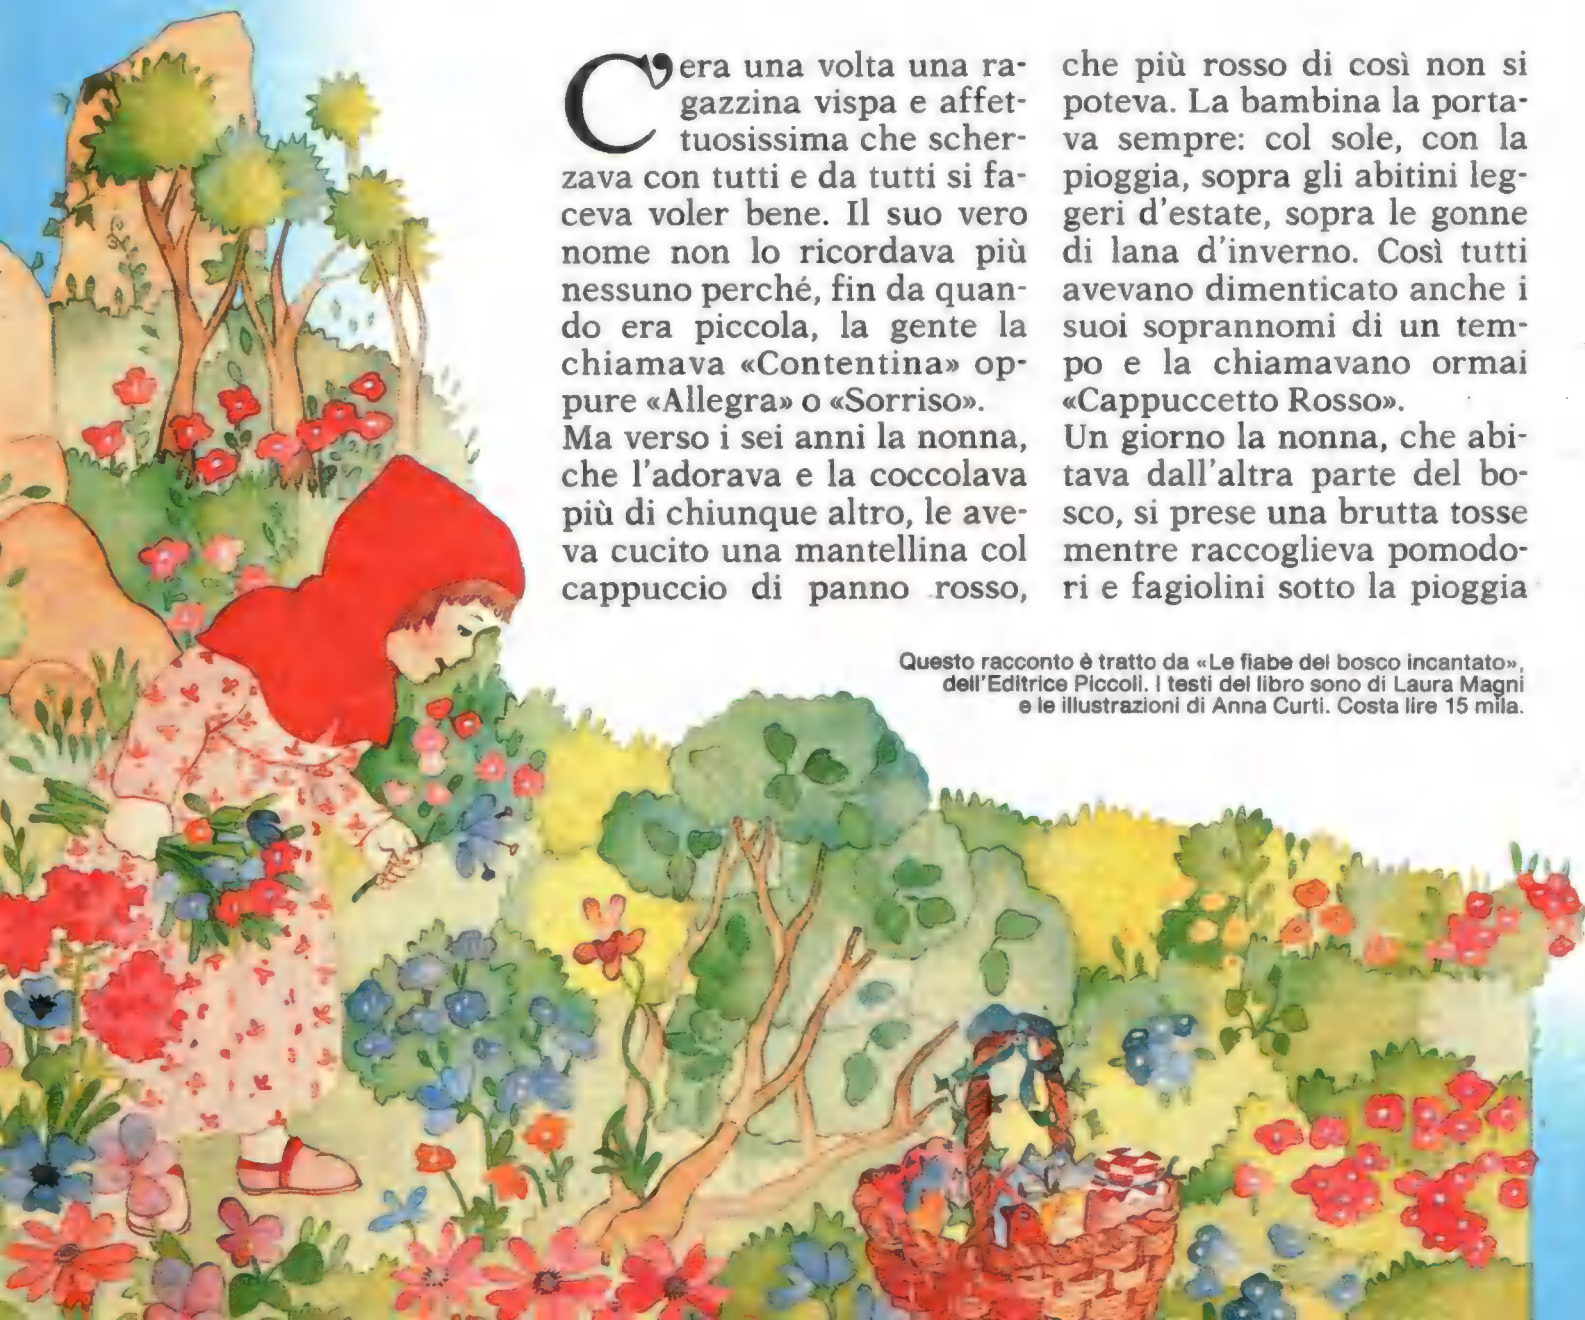 C'era una volta una ra-
gazzina vispa e affet-
tuosissima che scher-
zava con tutti e da tutti si fa-
ceva voler bene. Il suo vero
nome non lo ricordava più
nessuno perché, fin da quan-
do era piccola, la gente la
chiamava «Contentina» op-
pure «Allegra» o «Sorriso».
Ma verso i sei anni la nonna,
che l'adorava e la coccolava
più di chiunque altro, le ave-
va cucito una mantellina col
cappuccio di panno rosso,
che più rosso di così non si
poteva. La bambina la porta-
va sempre: col sole, con la
pioggia, sopra gli abitini leg-
geri d'estate, sopra le gonne
di lana d'inverno. Così tutti
avevano dimenticato anche i
suoi soprannomi di un tem-
po e la chiamavano ormai
«Cappuccetto Rosso».
Un giorno la nonna, che abi-
tava dall'altra parte del bo-
sco, si prese una brutta tosse
mentre raccoglieva pomodo-
ri e fagiolini sotto la pioggia
Questo racconto è tratto da «Le fiabe del bosco incantato»,
dell'Editrice Piccoli. I testi del libro sono di Laura Magni
e le illustrazioni di Anna Curti. Costa lire 15 mila.